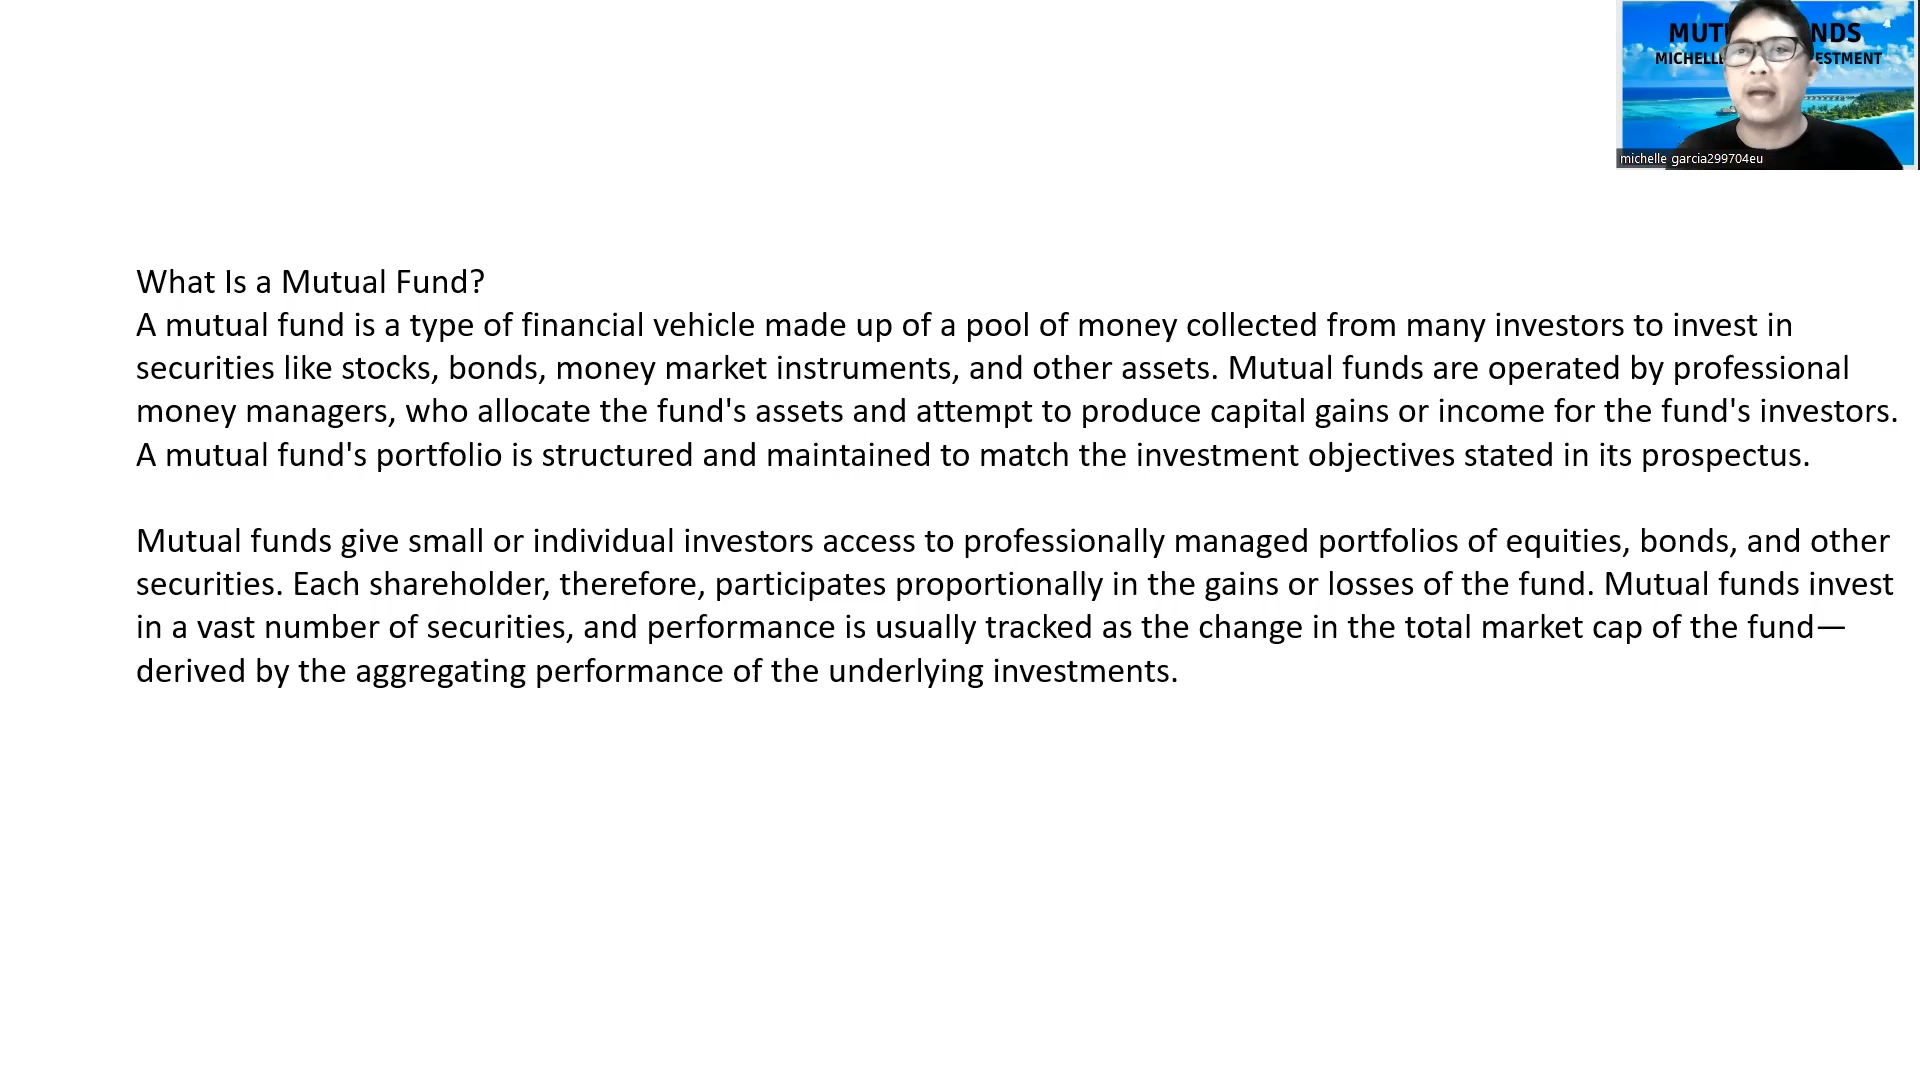 MUT NDS
MICHELL ESTMENT
michelle garcia299704eu
What Is a Mutual Fund?
A mutual fund is a type of financial vehicle made up of a pool of money collected from many investors to invest in
securities like stocks, bonds, money market instruments, and other assets. Mutual funds are operated by professional
money managers, who allocate the fund's assets and attempt to produce capital gains or income for the fund's investors.
A mutual fund's portfolio is structured and maintained to match the investment objectives stated in its prospectus.
Mutual funds give small or individual investors access to professionally managed portfolios of equities, bonds, and other
securities. Each shareholder, therefore, participates proportionally in the gains or losses of the fund. Mutual funds invest
in a vast number of securities, and performance is usually tracked as the change in the total market cap of the fund—
derived by the aggregating performance of the underlying investments.